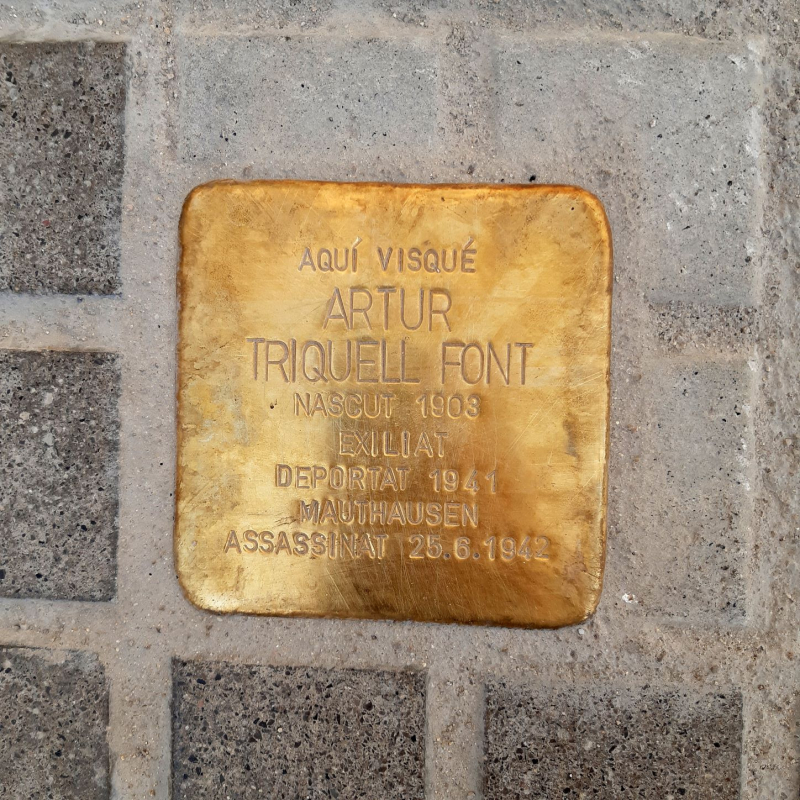 AQUÍ VISQUÉ
ARTUR
TRIQUELL FONT
NASCUT 1903
EXILIAT
DEPORTAT 1941
MAUTHAUSEN
ASSASSINAT 25.6.1942